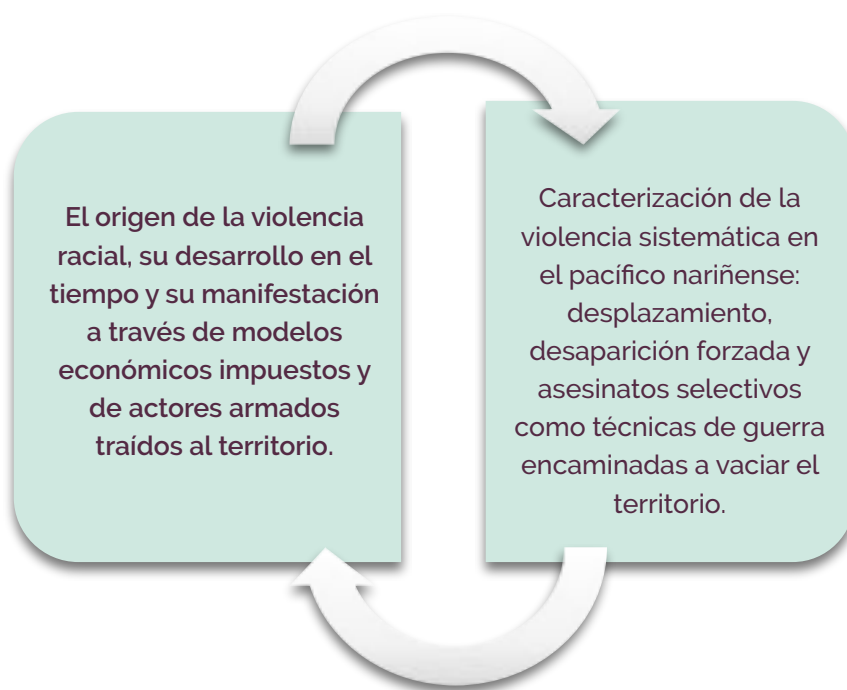 El origen de la violencia
racial, su desarrollo en el
tiempo y su manifestación
a través de modelos
económicos impuestos y
de actores armados
traídos al territorio.
Caracterización de la
violencia sistemática en
el pacífico nariñense:
desplazamiento,
desaparición forzada y
asesinatos selectivos
como técnicas de guerra
encaminadas a vaciar el
territorio.